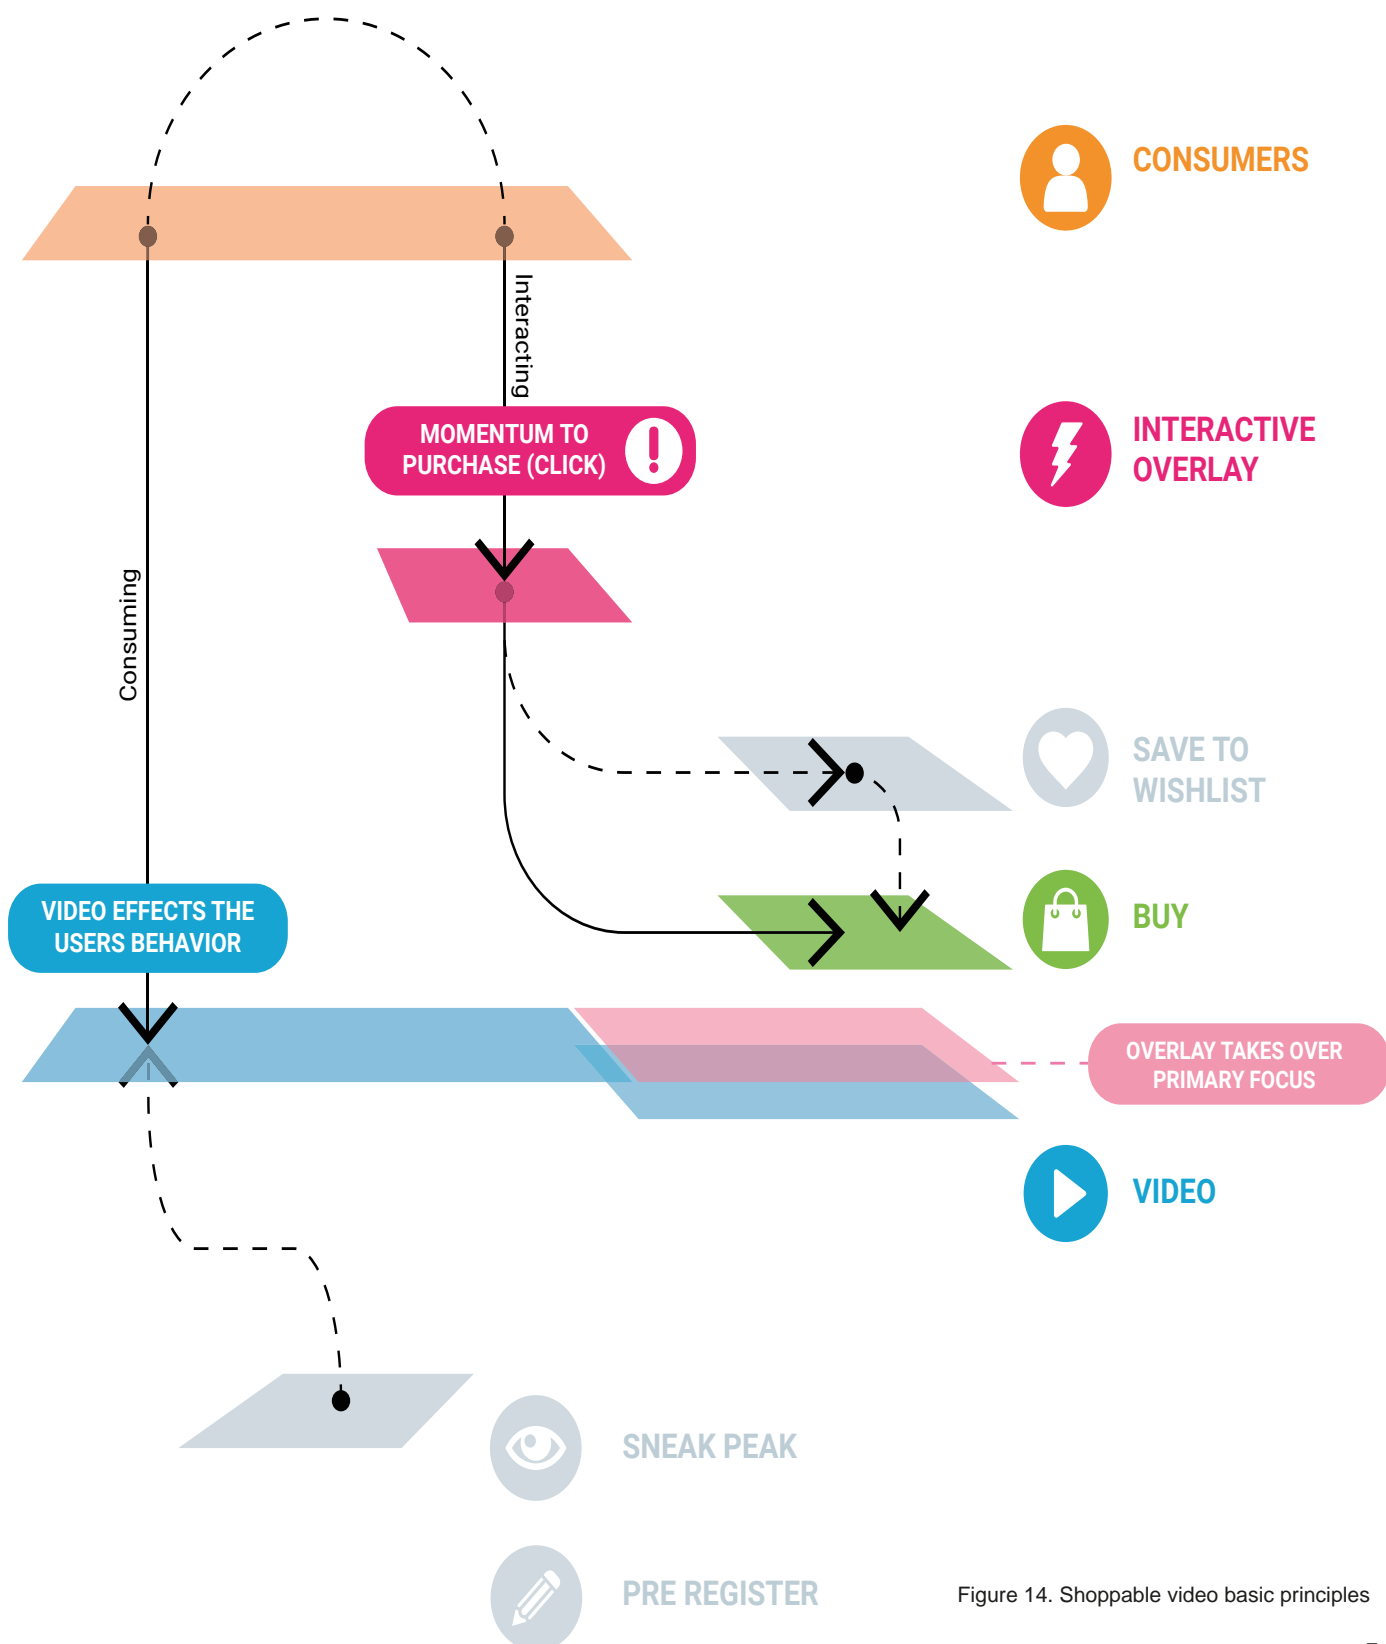 CONSUMERS
Interacting
MOMENTUM TO
PURCHASE (CLICK)
INTERACTIVE
OVERLAY
Consuming
SAVE TO
WISHLIST
BUY
VIDEO EFFECTS THE
USERS BEHAVIOR
OVERLAY TAKES OVER
PRIMARY FOCUS
VIDEO
SNEAK PEAK
PRE REGISTER
Figure 14. Shoppable video basic principles